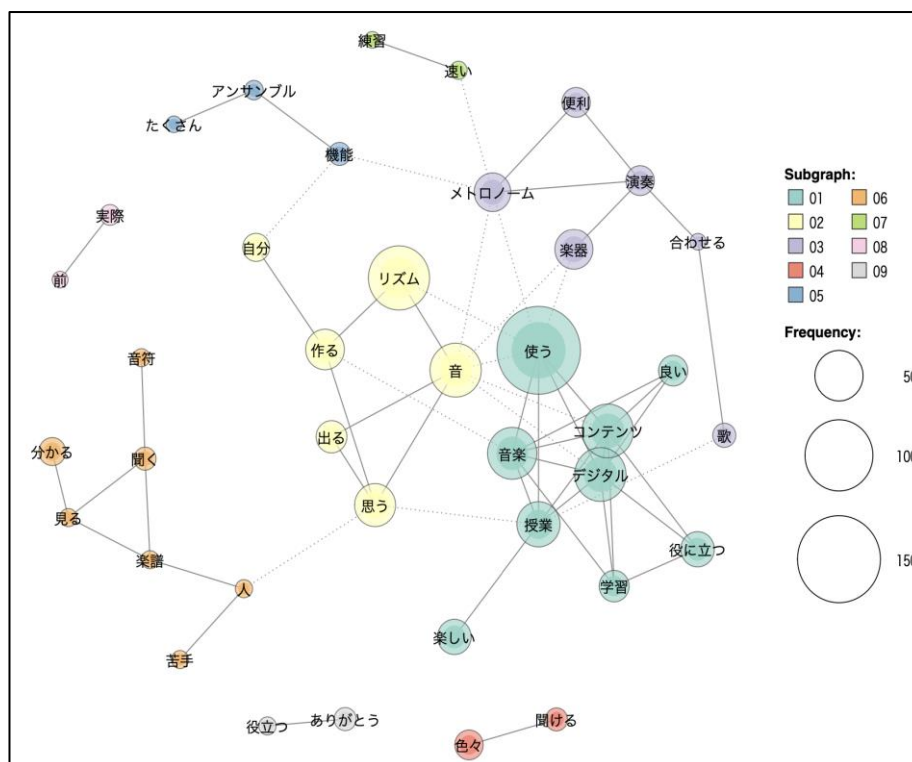 練習
速い
アンサンブル
たくさん
機能
便利
メトロノーム
演奏
実際
前
自分
リズム
楽器
合わせる
作る
音
使う
良い
音符
分かる
聞く
出る
音楽
コンテンツ
歌
見る
思う
デジタル
授業
楽譜
人
役に立つ
学習
苦手
楽しい
役立つ
ありがとう
色々
聞ける
Subgraph:
01
06
02
07
03
08
04
09
05
Frequency:
50
100
150